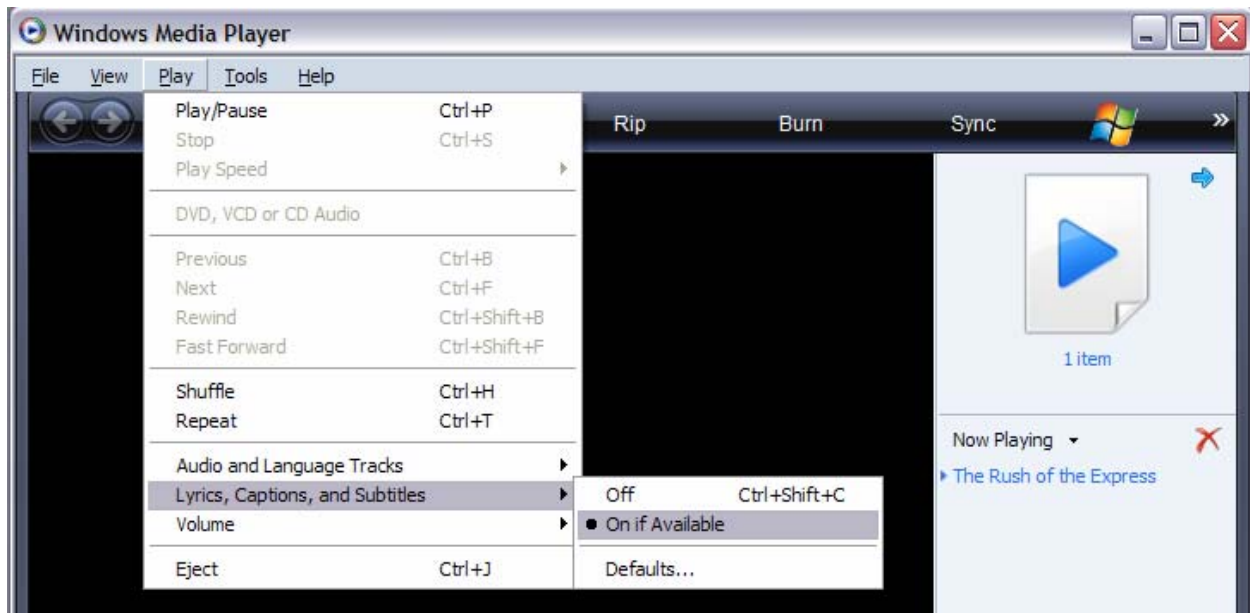 Windows Media Player
File View Play Tools Help
Play/Pause Ctrl+P
Stop Ctrl+S
Play Speed
DVD, VCD or CD Audio
Previous Ctrl+B
Next Ctrl+F
Rewind Ctrl+Shift+B
Fast Forward Ctrl+Shift+F
Shuffle Ctrl+H
Repeat Ctrl+T
Audio and Language Tracks
Lyrics, Captions, and Subtitles
Volume
Eject Ctrl+J
Off Ctrl+Shift+C
On if Available
Defaults...
Rip Burn Sync »
1 item
Now Playing
The Rush of the Express